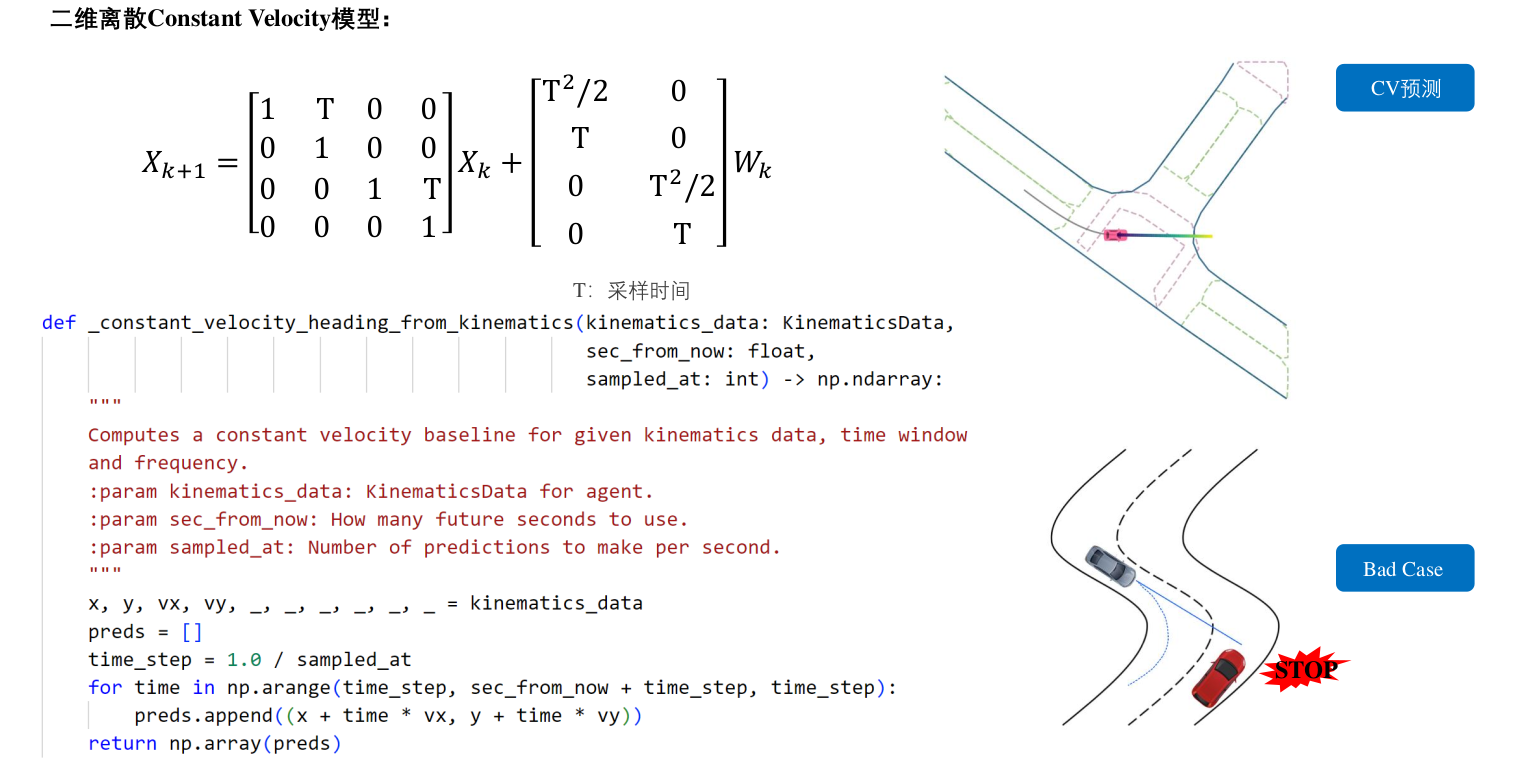 二维离散Constant Velocity模型：
X_{k+1} = \begin{bmatrix} 1 & T & 0 & 0 \\ 0 & 1 & 0 & 0 \\ 0 & 0 & 1 & T \\ 0 & 0 & 0 & 1 \end{bmatrix} X_k + \begin{bmatrix} T^2/2 & 0 \\ T & 0 \\ 0 & T^2/2 \\ 0 & T \end{bmatrix} W_k
T：采样时间
def _constant_velocity_heading_from_kinematics(kinematics_data: KinematicsData,
sec_from_now: float,
sampled_at: int) -> np.ndarray:
"""
Computes a constant velocity baseline for given kinematics data, time window
and frequency.
:param kinematics_data: KinematicsData for agent.
:param sec_from_now: How many future seconds to use.
:param sampled_at: Number of predictions to make per second.
"""
x, y, vx, vy, _, _, _, _, _, _ = kinematics_data
preds = []
time_step = 1.0 / sampled_at
for time in np.arange(time_step, sec_from_now + time_step, time_step):
preds.append((x + time * vx, y + time * vy))
return np.array(preds)
CV预测
Bad Case
STOP